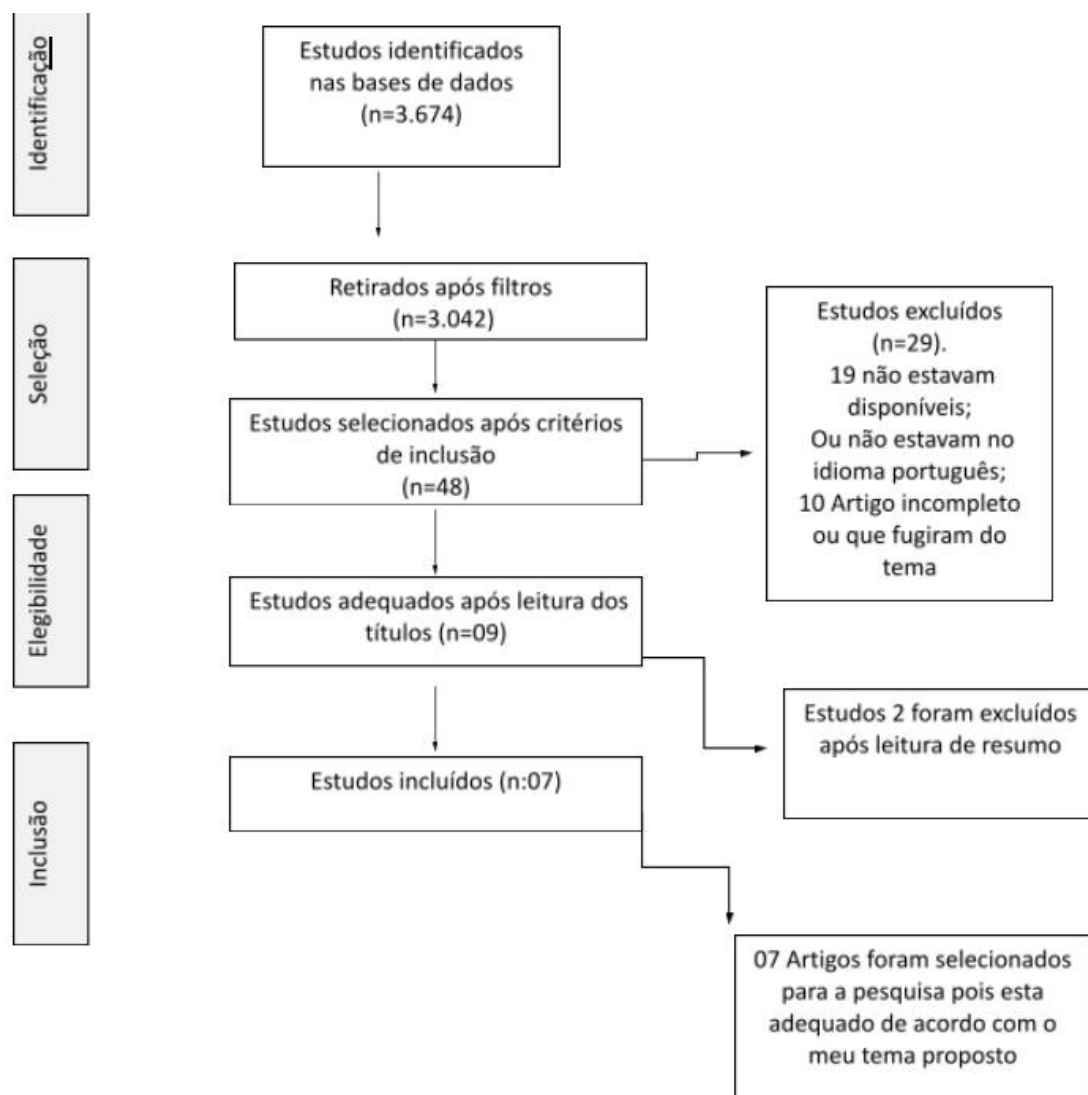 Identificação
Estudos identificados
nas bases de dados
(n=3.674)
Seleção
Retirados após filtros
(n=3.042)
Estudos selecionados após critérios
de inclusão
(n=48)
Estudos excluídos
(n=29).
19 não estavam
disponíveis;
Ou não estavam no
idioma português;
10 Artigo incompleto
ou que fugiram do
tema
Elegibilidade
Estudos adequados após leitura dos
títulos (n=09)
Estudos 2 foram excluídos
após leitura de resumo
Inclusão
Estudos incluídos (n:07)
07 Artigos foram selecionados
para a pesquisa pois esta
adequado de acordo com o
meu tema proposto